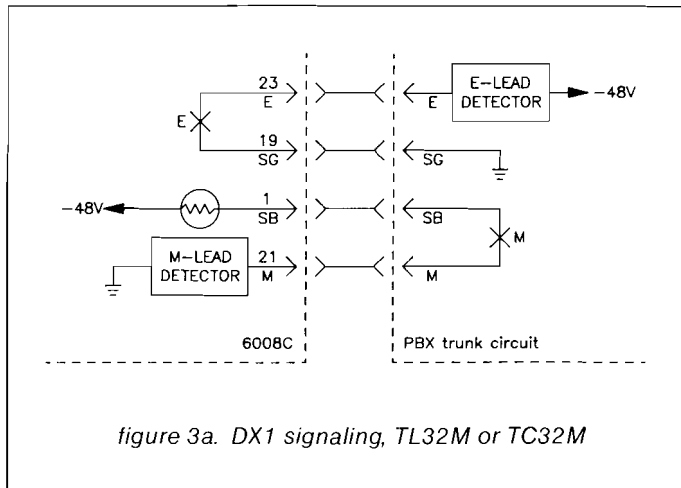 23
E
E
E-LEAD
DETECTOR
-48V
E
19
SG
SG
-48V
1
SB
SB
M
M-LEAD
DETECTOR
21
M
M
6008C
PBX trunk circuit
figure 3a. DX1 signaling, TL32M or TC32M